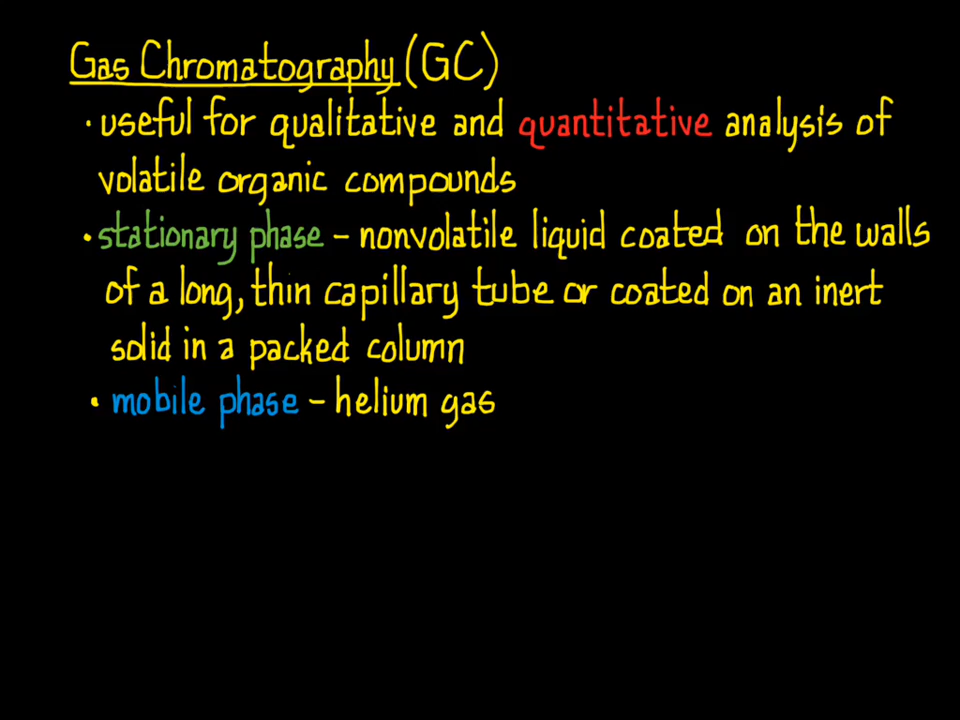 Gas Chromatography (GC)
· useful for qualitative and quantitative analysis of
volatile organic compounds
· stationary phase – nonvolatile liquid coated on the walls
of a long, thin capillary tube or coated on an inert
solid in a packed column
· mobile phase – helium gas